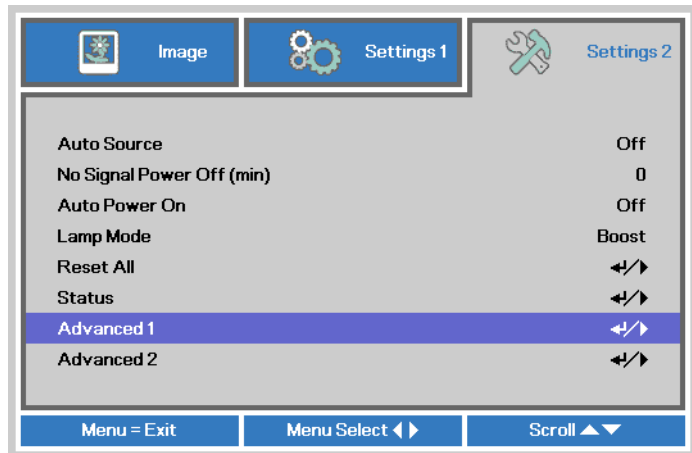 Image Settings 1 Settings 2
Auto Source Off
No Signal Power Off (min) 0
Auto Power On Off
Lamp Mode Boost
Reset All ↵/▶
Status ↵/▶
Advanced 1 ↵/▶
Advanced 2 ↵/▶
Menu = Exit Menu Select ◀▶ Scroll ▲▼